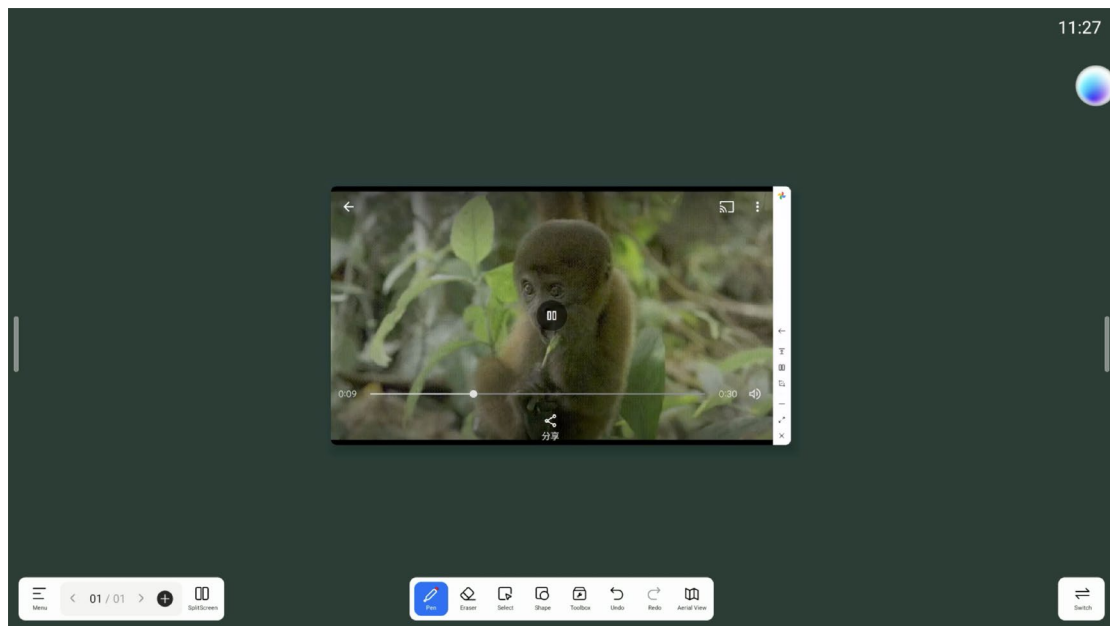 11:27
0:09
0:30
分享
Menu
01 / 01
SplitScreen
Pen
Eraser
Select
Shape
Toolbox
Undo
Redo
Aerial View
Switch